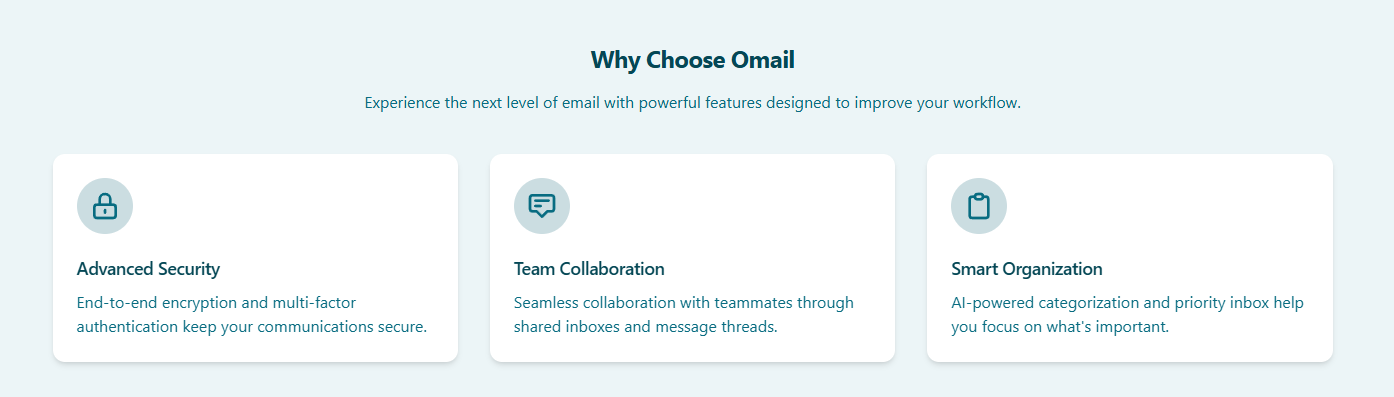 Why Choose Omail
Experience the next level of email with powerful features designed to improve your workflow.
Advanced Security
End-to-end encryption and multi-factor
authentication keep your communications secure.
Team Collaboration
Seamless collaboration with teammates through
shared inboxes and message threads.
Smart Organization
AI-powered categorization and priority inbox help
you focus on what's important.